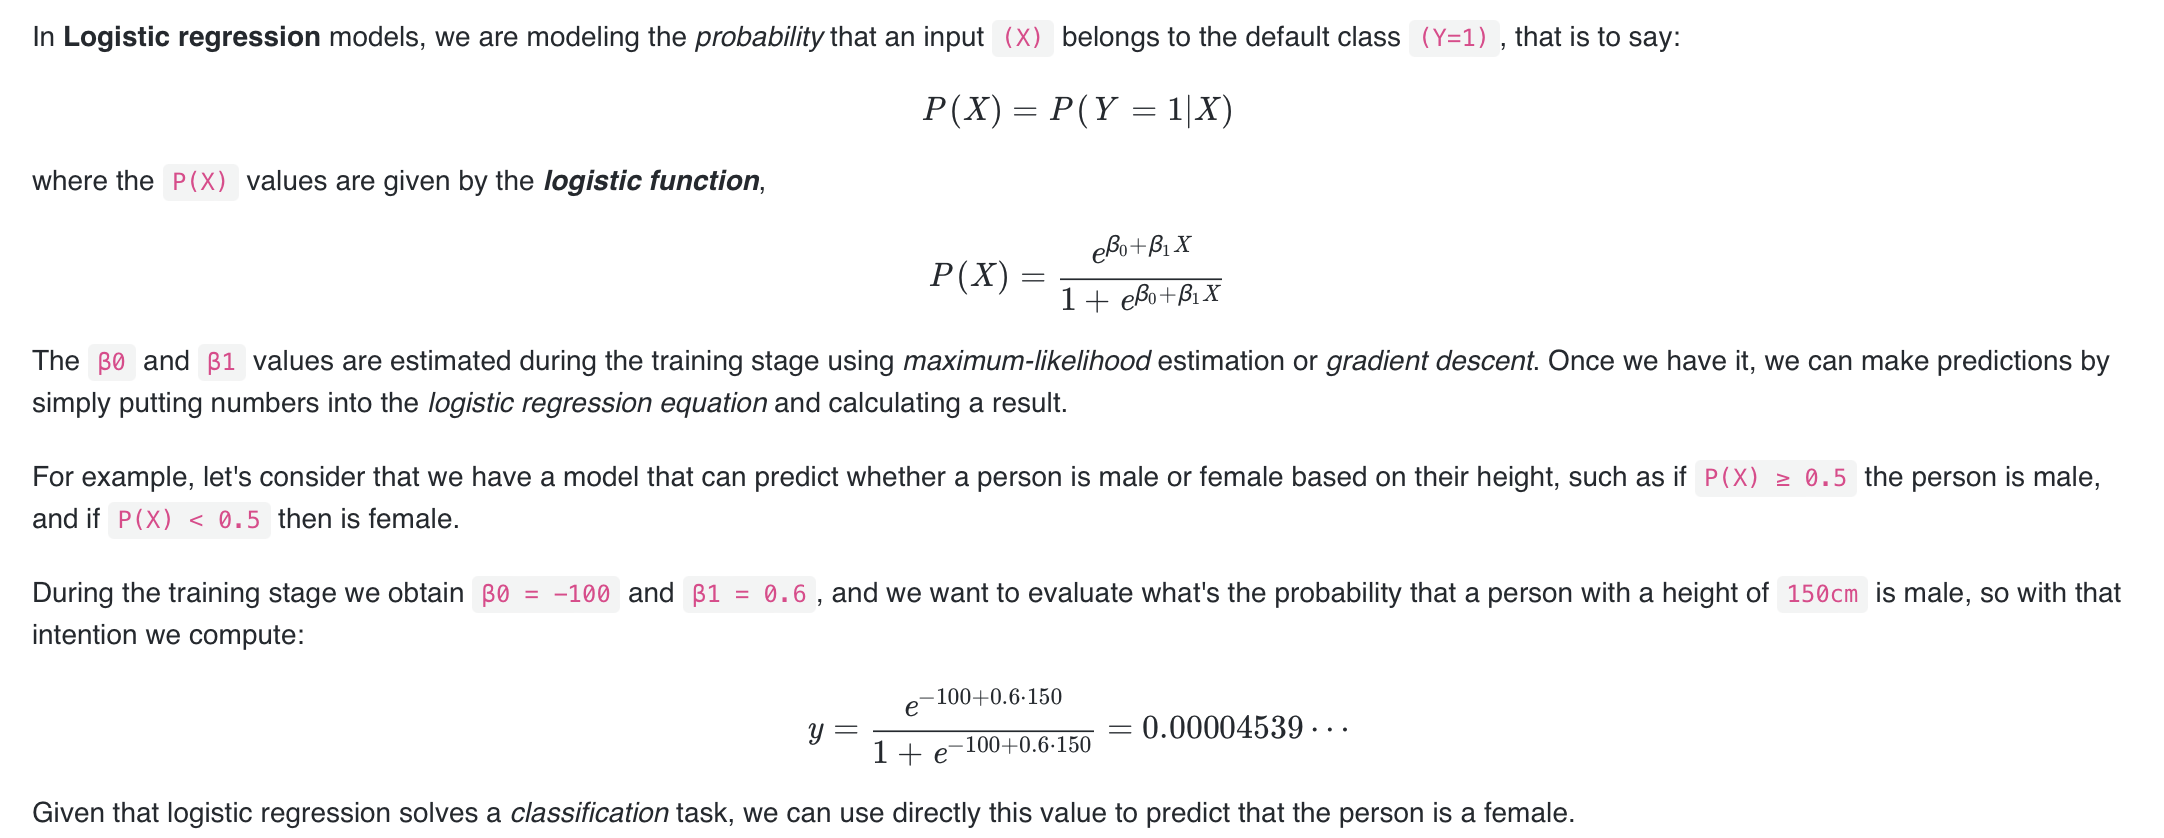 In Logistic regression models, we are modeling the probability that an input (X) belongs to the default class (Y=1) , that is to say:
P(X) = P(Y = 1|X)
where the P(X) values are given by the logistic function,
P(X) = e^{β₀+β₁X} / (1 + e^{β₀+β₁X})
The β0 and β1 values are estimated during the training stage using maximum-likelihood estimation or gradient descent. Once we have it, we can make predictions by
simply putting numbers into the logistic regression equation and calculating a result.
For example, let's consider that we have a model that can predict whether a person is male or female based on their height, such as if P(X) ≥ 0.5 the person is male,
and if P(X) < 0.5 then is female.
During the training stage we obtain β0 = -100 and β1 = 0.6 , and we want to evaluate what's the probability that a person with a height of 150cm is male, so with that
intention we compute:
y = e^{−100+0.6·150} / (1 + e^{−100+0.6·150}) = 0.00004539 · · ·
Given that logistic regression solves a classification task, we can use directly this value to predict that the person is a female.